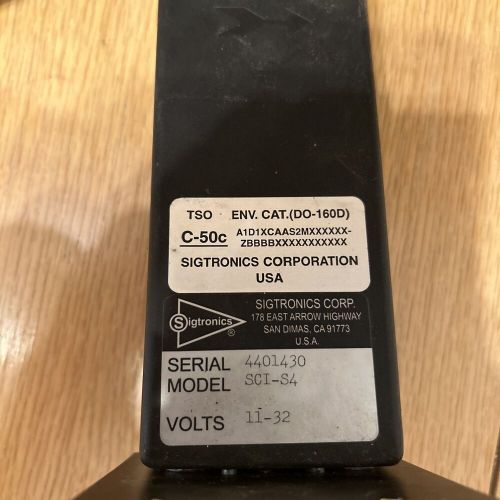 TSO ENV. CAT.(DO-160D)
C-50c A1D1XCAAS2MXXXXXX-
ZBBBBXXXXXXXXXXX
SIGTRONICS CORPORATION
USA
Sigtronics ®
SIGTRONICS CORP.
178 EAST ARROW HIGHWAY
SAN DIMAS, CA 91773
U.S.A.
SERIAL 4401430
MODEL SCI-S4
VOLTS 11-32